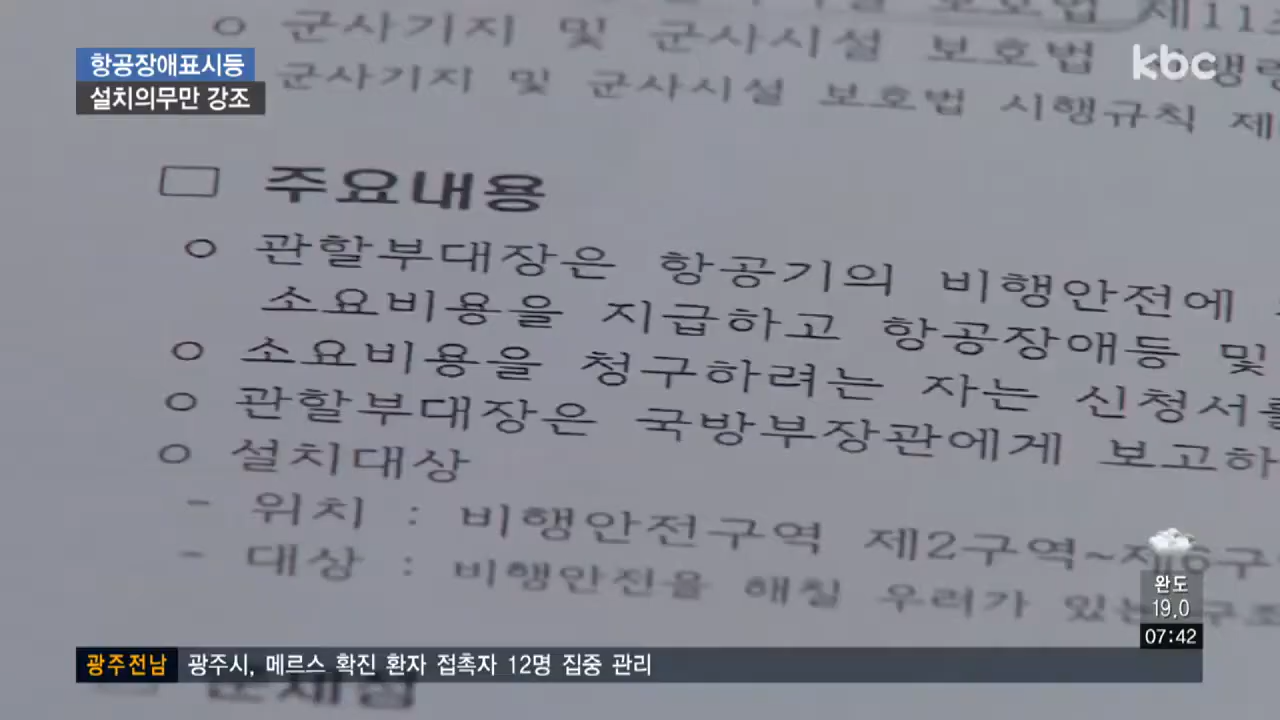 보호법 제11조
○ 군사기지 및 군사시설 보호법
군사기지 및 군사시설 보호법 시행규칙 제
kbc
항공장애표시등
설치의무만 강조
□ 주요내용
○ 관할부대장은 항공기의 비행안전에
소요비용을 지급하고 항공장애등 및
○ 소요비용을 청구하려는 자는 신청서를
○ 관할부대장은 국방부장관에게 보고하
○ 설치대상
- 위치 : 비행안전구역 제2구역~제6구
- 대상 : 비행안전을 해칠 우려가 있는 구조
완도
19.0
07:42
광주전남 광주시, 메르스 확진 환자 접촉자 12명 집중 관리